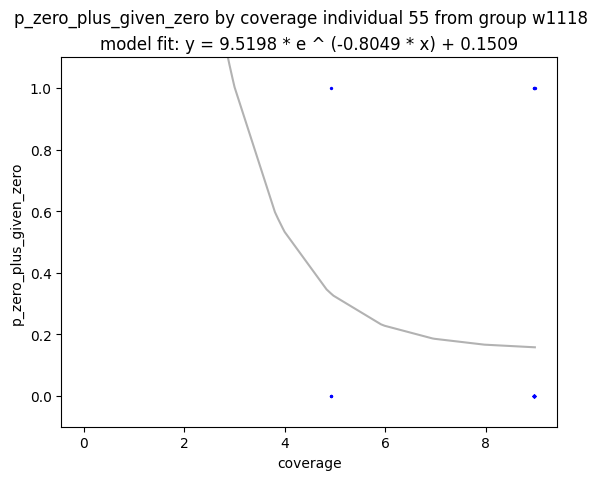 p_zero_plus_given_zero by coverage individual 55 from group w1118
model fit: y = 9.5198 * e ^ (-0.8049 * x) + 0.1509
1.0
0.8
0.6
0.4
0.2
0.0
p_zero_plus_given_zero
0 2 4 6 8
coverage